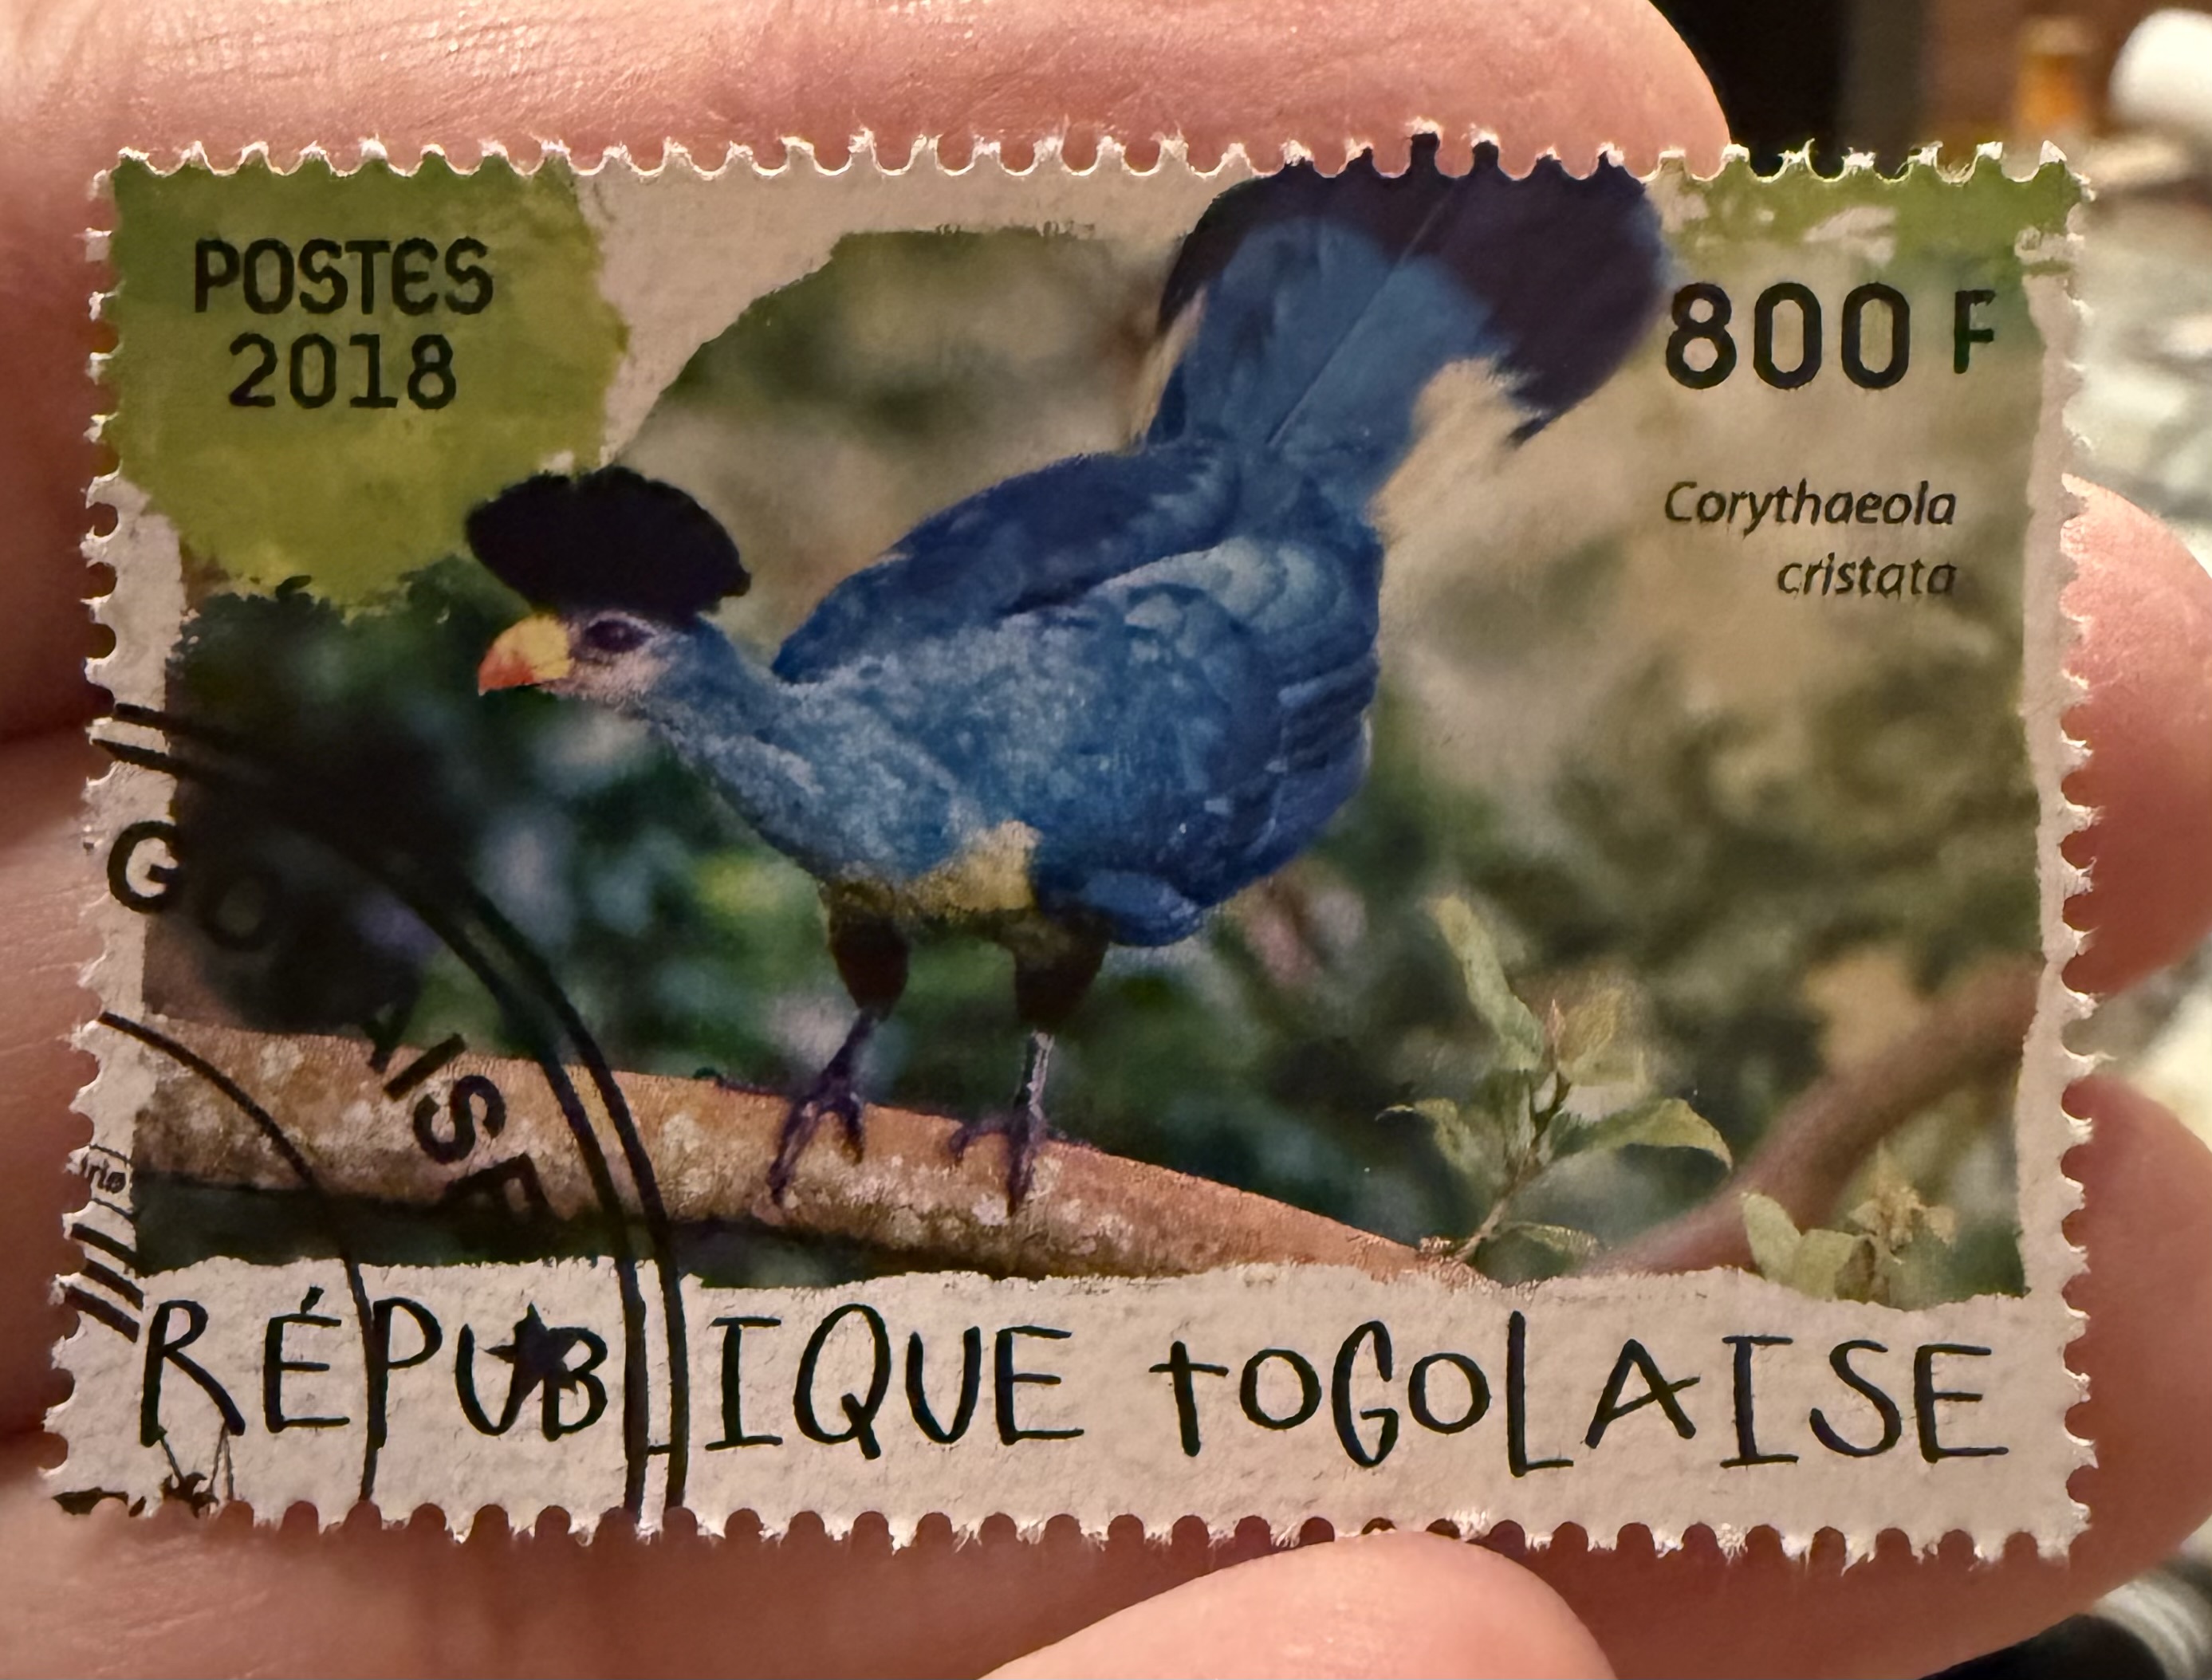 POSTES
2018
800 F
Corythaeola
cristata
RÉPUBLIQUE tOGOLAISE